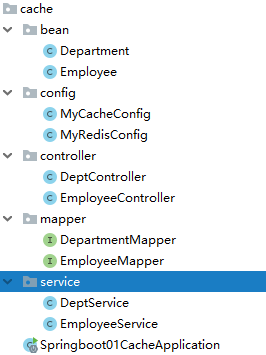 cache
bean
Department
Employee
config
MyCacheConfig
MyRedisConfig
controller
DeptController
EmployeeController
mapper
DepartmentMapper
EmployeeMapper
service
DeptService
EmployeeService
Springboot01CacheApplication